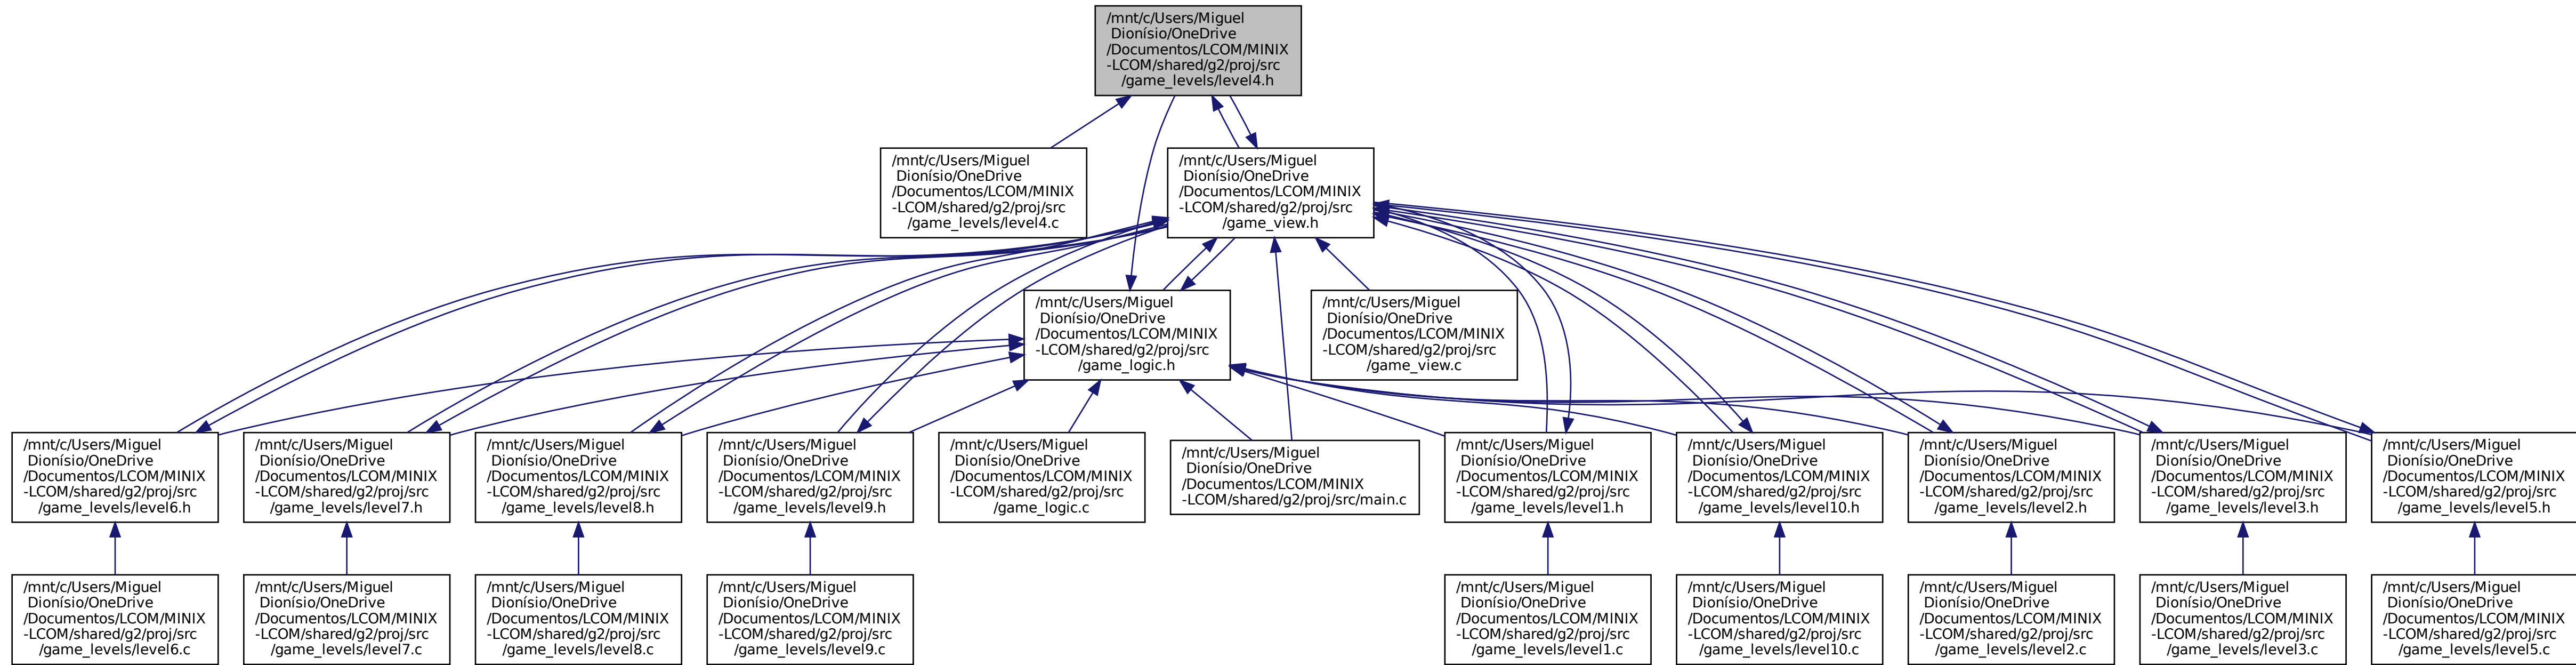 /mnt/c/Users/Miguel
Dionísio/OneDrive
/Documentos/LCOM/MINIX
-LCOM/shared/g2/proj/src
/game_levels/level4.h
/mnt/c/Users/Miguel
Dionísio/OneDrive
/Documentos/LCOM/MINIX
-LCOM/shared/g2/proj/src
/game_levels/level4.c
/mnt/c/Users/Miguel
Dionísio/OneDrive
/Documentos/LCOM/MINIX
-LCOM/shared/g2/proj/src
/game_view.h
/mnt/c/Users/Miguel
Dionísio/OneDrive
/Documentos/LCOM/MINIX
-LCOM/shared/g2/proj/src
/game_logic.h
/mnt/c/Users/Miguel
Dionísio/OneDrive
/Documentos/LCOM/MINIX
-LCOM/shared/g2/proj/src
/game_view.c
/mnt/c/Users/Miguel
Dionísio/OneDrive
/Documentos/LCOM/MINIX
-LCOM/shared/g2/proj/src
/game_levels/level6.h
/mnt/c/Users/Miguel
Dionísio/OneDrive
/Documentos/LCOM/MINIX
-LCOM/shared/g2/proj/src
/game_levels/level7.h
/mnt/c/Users/Miguel
Dionísio/OneDrive
/Documentos/LCOM/MINIX
-LCOM/shared/g2/proj/src
/game_levels/level8.h
/mnt/c/Users/Miguel
Dionísio/OneDrive
/Documentos/LCOM/MINIX
-LCOM/shared/g2/proj/src
/game_levels/level9.h
/mnt/c/Users/Miguel
Dionísio/OneDrive
/Documentos/LCOM/MINIX
-LCOM/shared/g2/proj/src
/game_logic.c
/mnt/c/Users/Miguel
Dionísio/OneDrive
/Documentos/LCOM/MINIX
-LCOM/shared/g2/proj/src/main.c
/mnt/c/Users/Miguel
Dionísio/OneDrive
/Documentos/LCOM/MINIX
-LCOM/shared/g2/proj/src
/game_levels/level1.h
/mnt/c/Users/Miguel
Dionísio/OneDrive
/Documentos/LCOM/MINIX
-LCOM/shared/g2/proj/src
/game_levels/level10.h
/mnt/c/Users/Miguel
Dionísio/OneDrive
/Documentos/LCOM/MINIX
-LCOM/shared/g2/proj/src
/game_levels/level2.h
/mnt/c/Users/Miguel
Dionísio/OneDrive
/Documentos/LCOM/MINIX
-LCOM/shared/g2/proj/src
/game_levels/level3.h
/mnt/c/Users/Miguel
Dionísio/OneDrive
/Documentos/LCOM/MINIX
-LCOM/shared/g2/proj/src
/game_levels/level5.h
/mnt/c/Users/Miguel
Dionísio/OneDrive
/Documentos/LCOM/MINIX
-LCOM/shared/g2/proj/src
/game_levels/level6.c
/mnt/c/Users/Miguel
Dionísio/OneDrive
/Documentos/LCOM/MINIX
-LCOM/shared/g2/proj/src
/game_levels/level7.c
/mnt/c/Users/Miguel
Dionísio/OneDrive
/Documentos/LCOM/MINIX
-LCOM/shared/g2/proj/src
/game_levels/level8.c
/mnt/c/Users/Miguel
Dionísio/OneDrive
/Documentos/LCOM/MINIX
-LCOM/shared/g2/proj/src
/game_levels/level9.c
/mnt/c/Users/Miguel
Dionísio/OneDrive
/Documentos/LCOM/MINIX
-LCOM/shared/g2/proj/src
/game_levels/level1.c
/mnt/c/Users/Miguel
Dionísio/OneDrive
/Documentos/LCOM/MINIX
-LCOM/shared/g2/proj/src
/game_levels/level10.c
/mnt/c/Users/Miguel
Dionísio/OneDrive
/Documentos/LCOM/MINIX
-LCOM/shared/g2/proj/src
/game_levels/level2.c
/mnt/c/Users/Miguel
Dionísio/OneDrive
/Documentos/LCOM/MINIX
-LCOM/shared/g2/proj/src
/game_levels/level3.c
/mnt/c/Users/Miguel
Dionísio/OneDrive
/Documentos/LCOM/MINIX
-LCOM/shared/g2/proj/src
/game_levels/level5.c